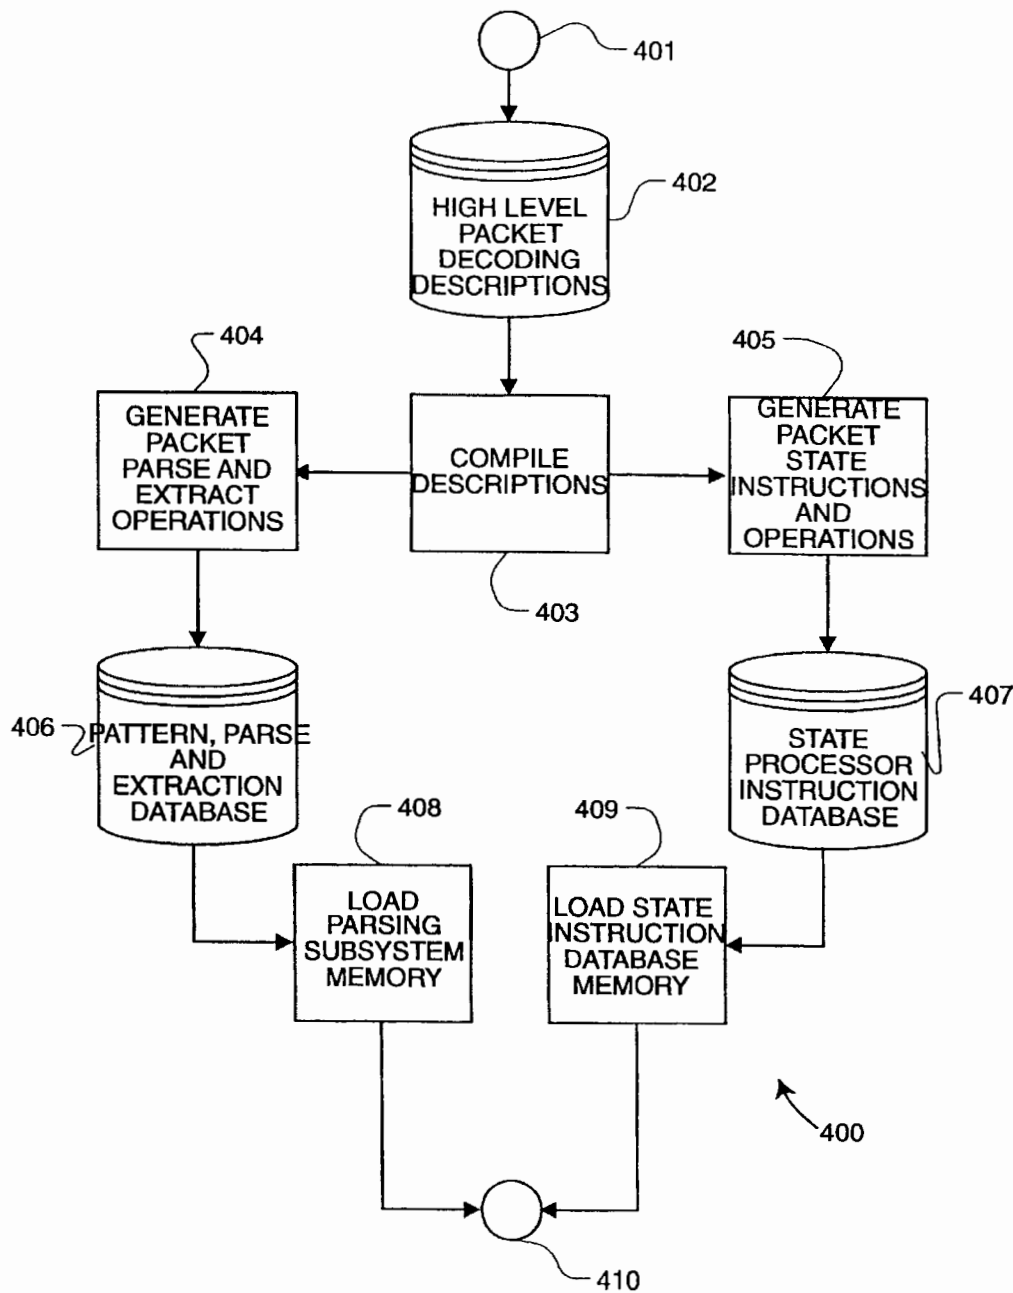 401
HIGH LEVEL
PACKET
DECODING
DESCRIPTIONS
402
404
GENERATE
PACKET
PARSE AND
EXTRACT
OPERATIONS
COMPILE
DESCRIPTIONS
403
405
GENERATE
PACKET
STATE
INSTRUCTIONS
AND
OPERATIONS
406
PATTERN, PARSE
AND
EXTRACTION
DATABASE
STATE
PROCESSOR
INSTRUCTION
DATABASE
407
408
LOAD
PARSING
SUBSYSTEM
MEMORY
409
LOAD STATE
INSTRUCTION
DATABASE
MEMORY
400
410